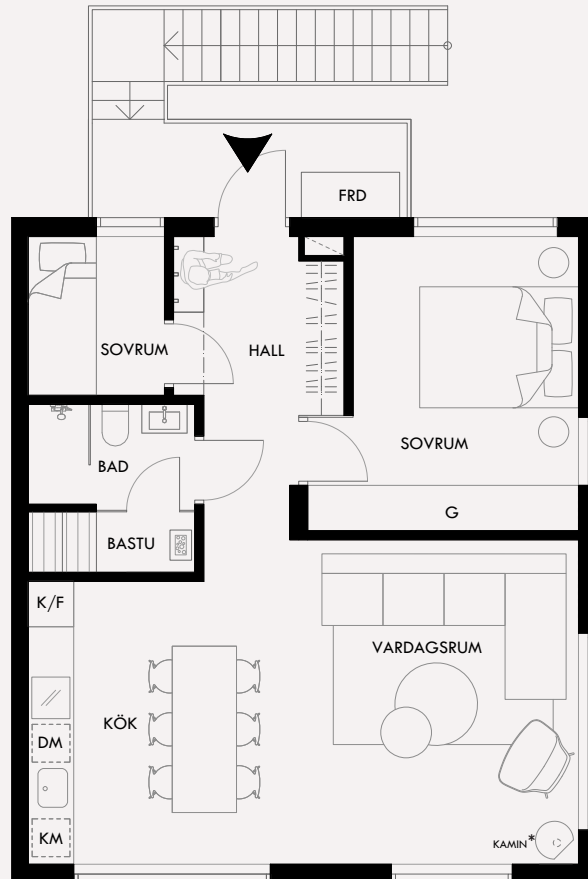 FRD
SOVRUM
HALL
SOVRUM
BAD
G
BASTU
K/F
VARDAGSRUM
KÖK
DM
KM
KAMIN*